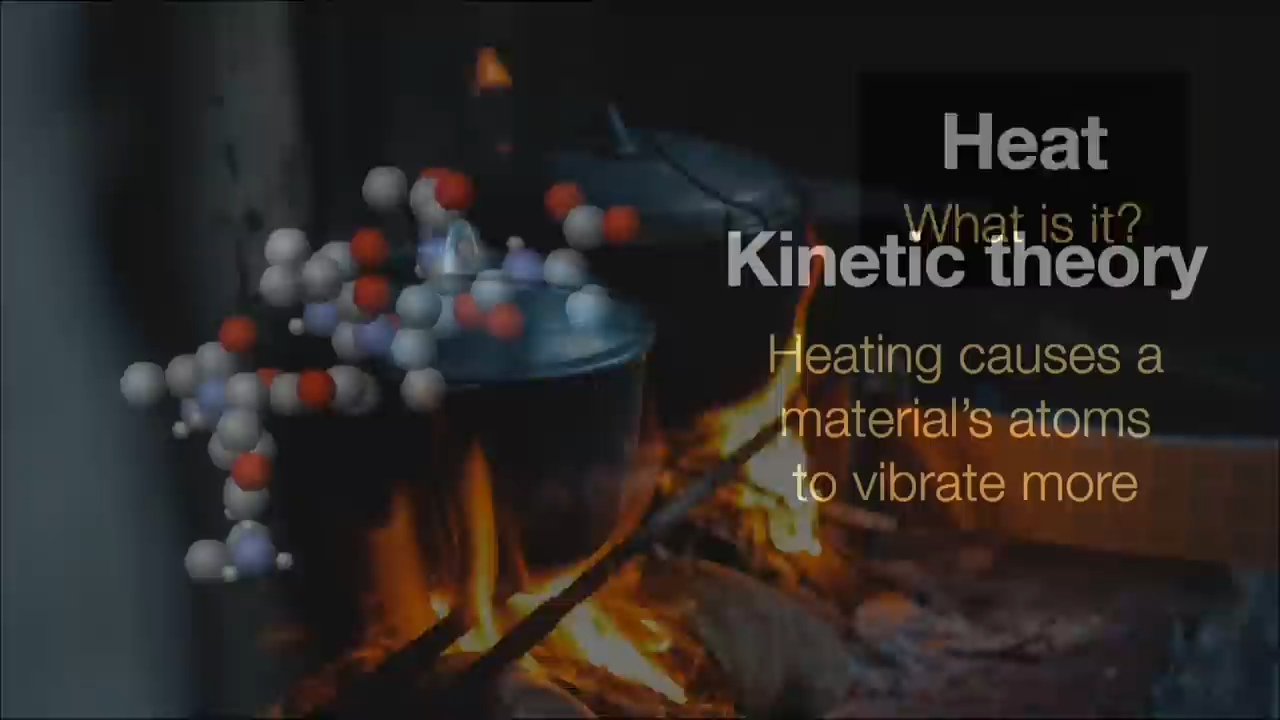 Heat
What is it?
Kinetic theory
Heating causes a
material’s atoms
to vibrate more